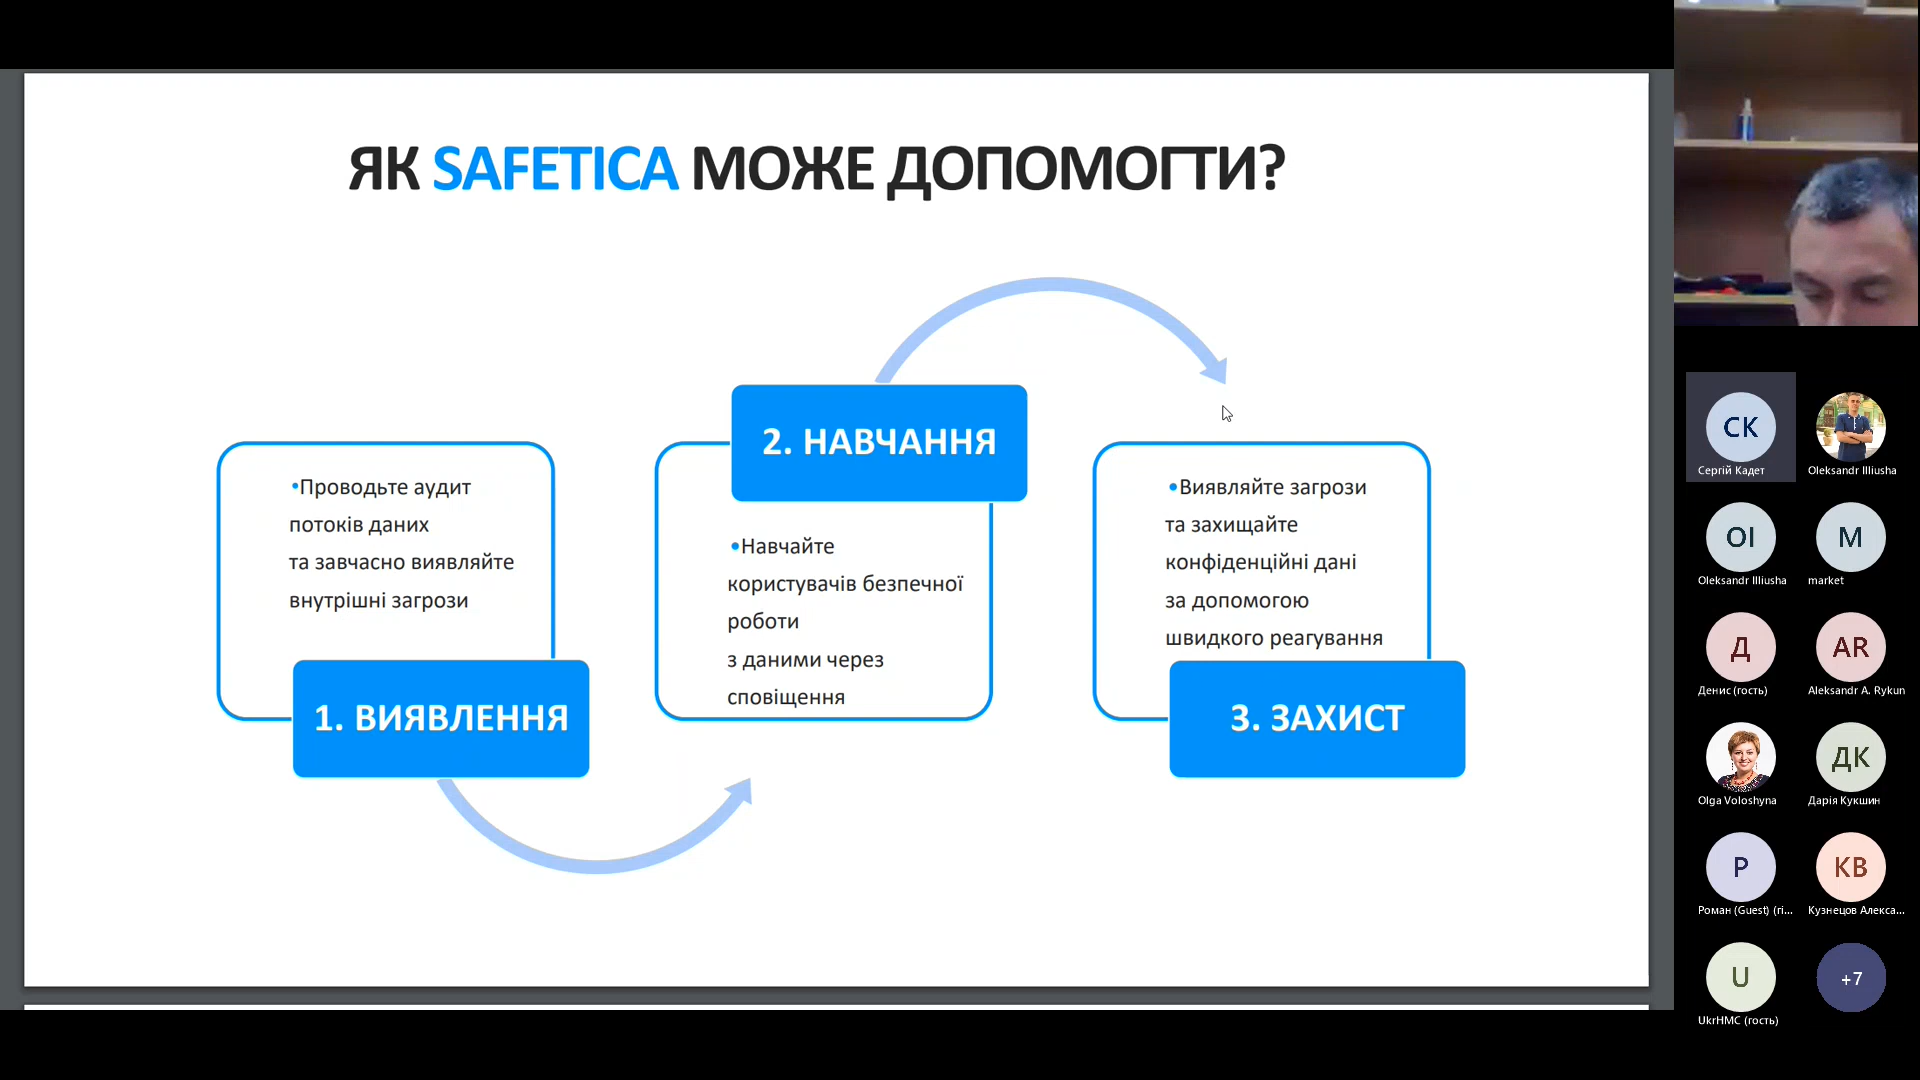 ЯК SAFETICA МОЖЕ ДОПОМОГТИ?
•Проводьте аудит
потоків даних
та завчасно виявляйте
внутрішні загрози
1. ВИЯВЛЕННЯ
2. НАВЧАННЯ
•Навчайте
користувачів безпечної
роботи
з даними через
сповіщення
•Виявляйте загрози
та захищайте
конфіденційні дані
за допомогою
швидкого реагування
3. ЗАХИСТ
СК
Сергій Кадет
Oleksandr Illiusha
OI
Oleksandr Illiusha
M
market
Д
Денис (гость)
AR
Aleksandr A. Rykun
Olga Voloshyna
ДК
Дарія Кукшин
Р
Роман (Guest) (гі...
КВ
Кузнецов Алекса...
U
UkrHMC (гость)
+7